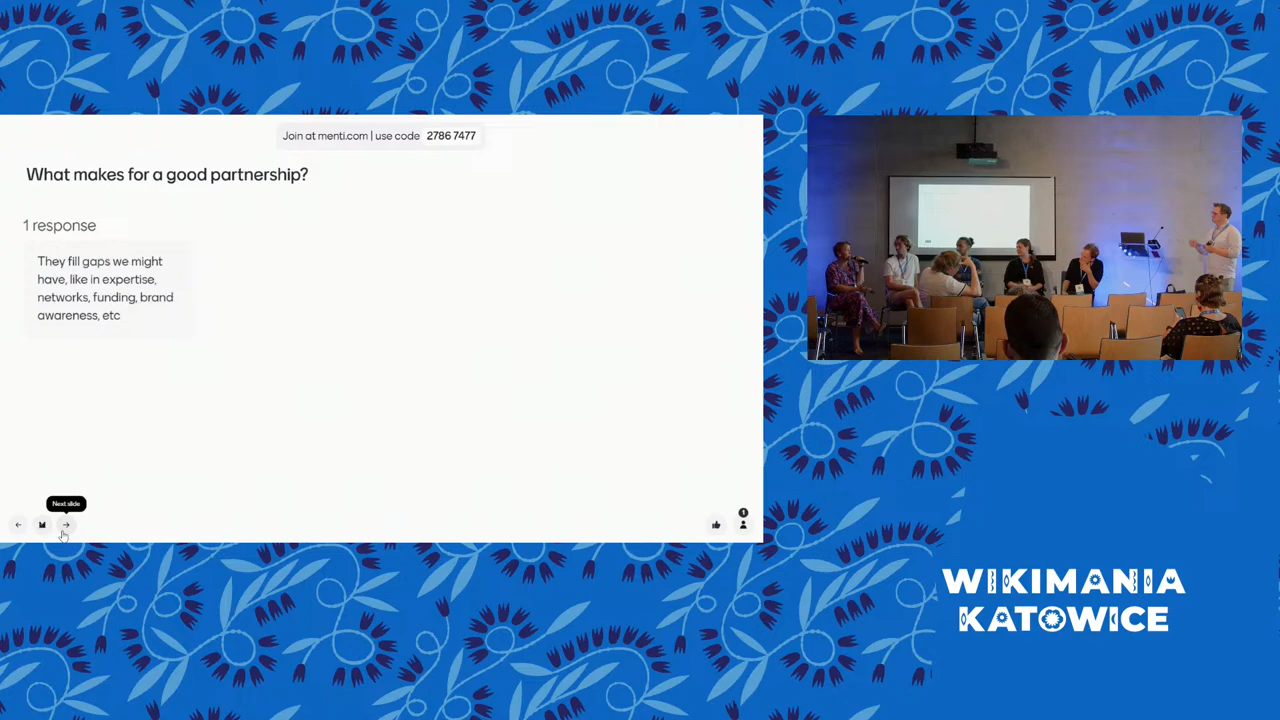 Join at menti.com | use code 2786 7477
What makes for a good partnership?
1 response
They fill gaps we might
have, like in expertise,
networks, funding, brand
awareness, etc
Next slide
1
WIKIMANIA
KATOWICE